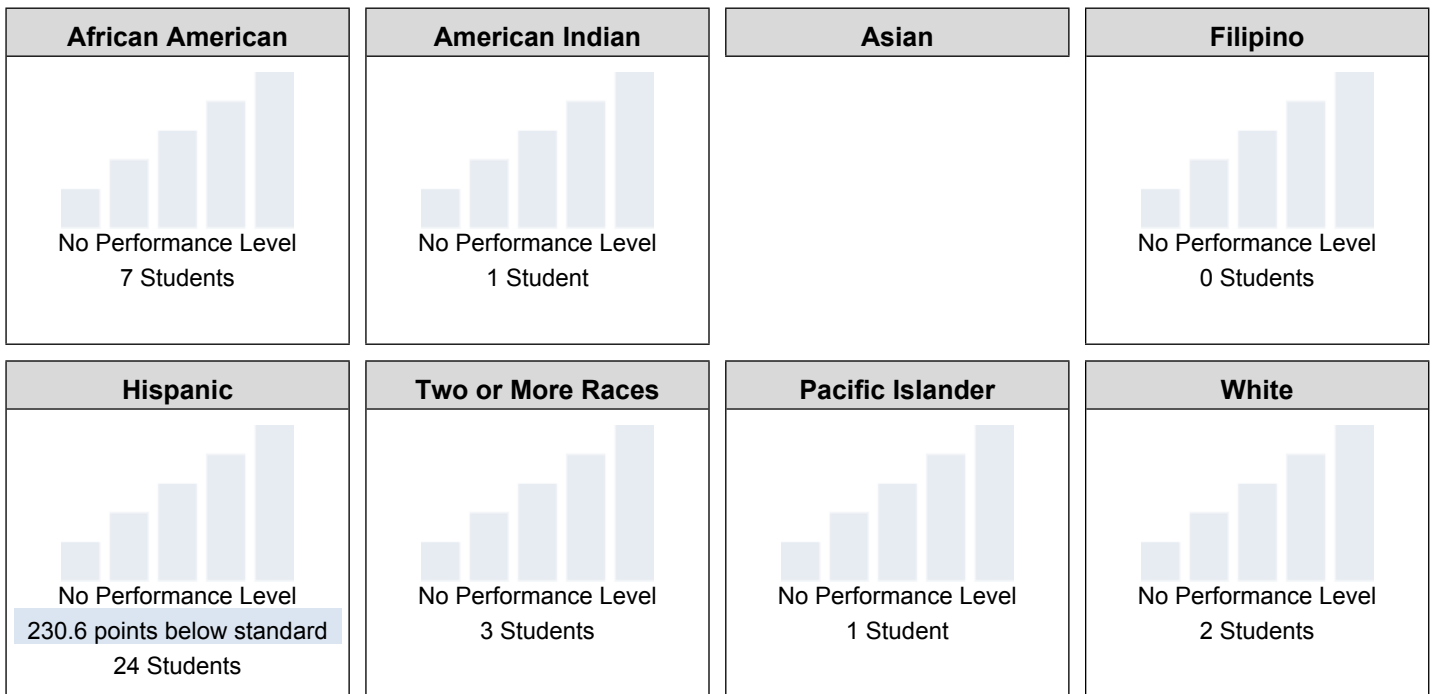 African American
No Performance Level
7 Students
American Indian
No Performance Level
1 Student
Asian
Filipino
No Performance Level
0 Students
Hispanic
No Performance Level
230.6 points below standard
24 Students
Two or More Races
No Performance Level
3 Students
Pacific Islander
No Performance Level
1 Student
White
No Performance Level
2 Students